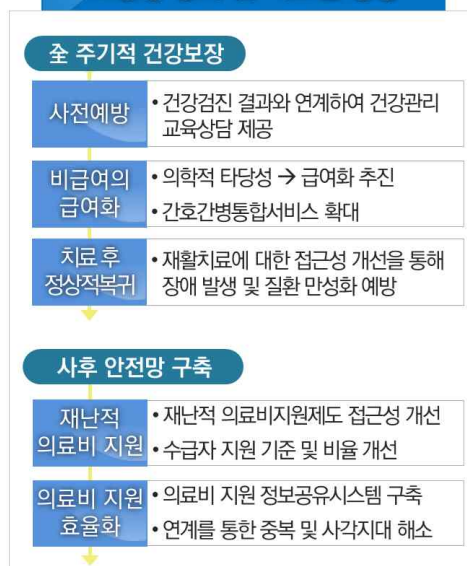 全 주기적 건강보장
사전예방
• 건강검진 결과와 연계하여 건강관리
교육상담 제공
비급여의
급여화
• 의학적 타당성 → 급여화 추진
• 간호간병통합서비스 확대
치료 후
정상적복귀
• 재활치료에 대한 접근성 개선을 통해
장애 발생 및 질환 만성화 예방
사후 안전망 구축
재난적
의료비 지원
• 재난적 의료비지원제도 접근성 개선
• 수급자 지원 기준 및 비율 개선
의료비 지원
효율화
• 의료비 지원 정보공유시스템 구축
• 연계를 통한 중복 및 사각지대 해소